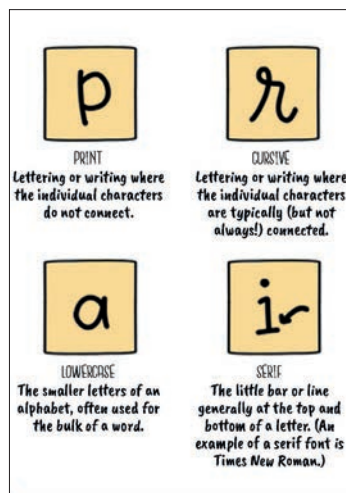 p
PRINT
Lettering or writing where
the individual characters
do not connect.
r
CURSIVE
Lettering or writing where
the individual characters
are typically (but not
always!) connected.
a
LOWERCASE
The smaller letters of an
alphabet, often used for
the bulk of a word.
i
SERIF
The little bar or line
generally at the top and
bottom of a letter. (An
example of a serif font is
Times New Roman.)